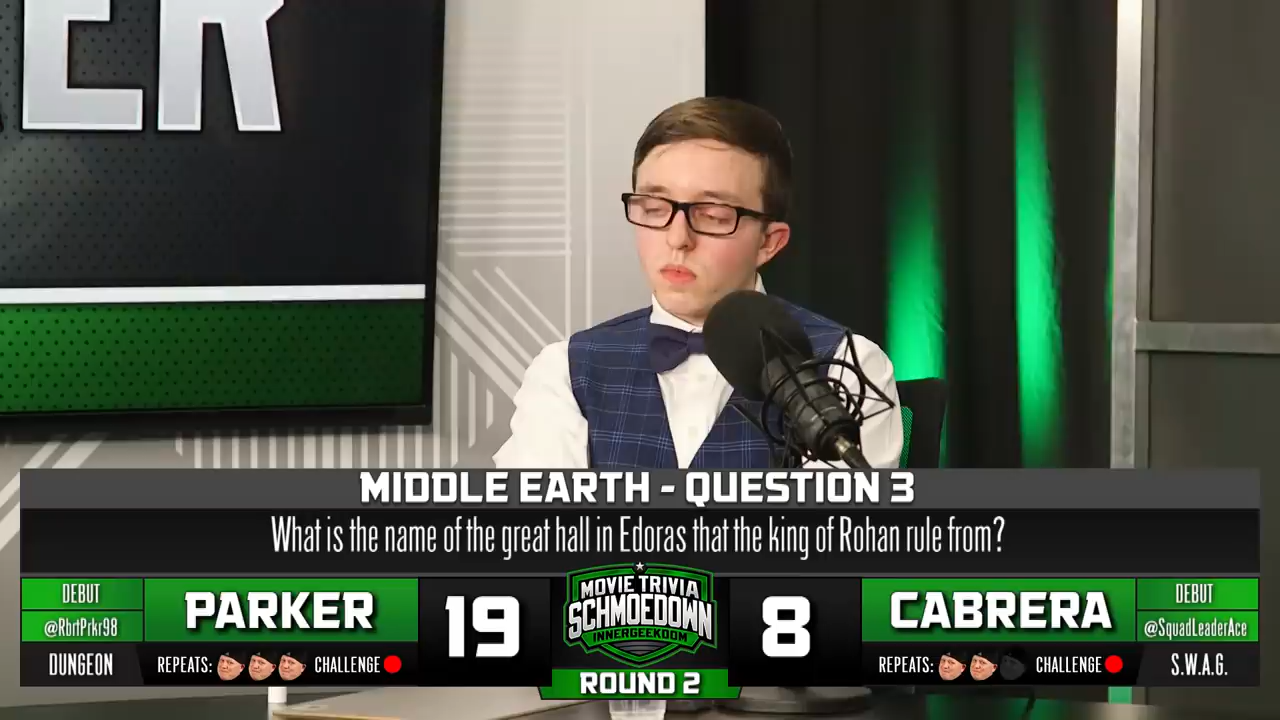 ER
MIDDLE EARTH - QUESTION 3
What is the name of the great hall in Edoras that the king of Rohan rule from?
DEBUT
@RbrtPrkr98
DUNGEON
PARKER
REPEATS: CHALLENGE
19
MOVIE TRIVIA
SCHMOEDOWN
INNERGEEKDOM
ROUND 2
8
CABRERA
REPEATS: CHALLENGE
DEBUT
@SquadLeaderAce
S.W.A.G.